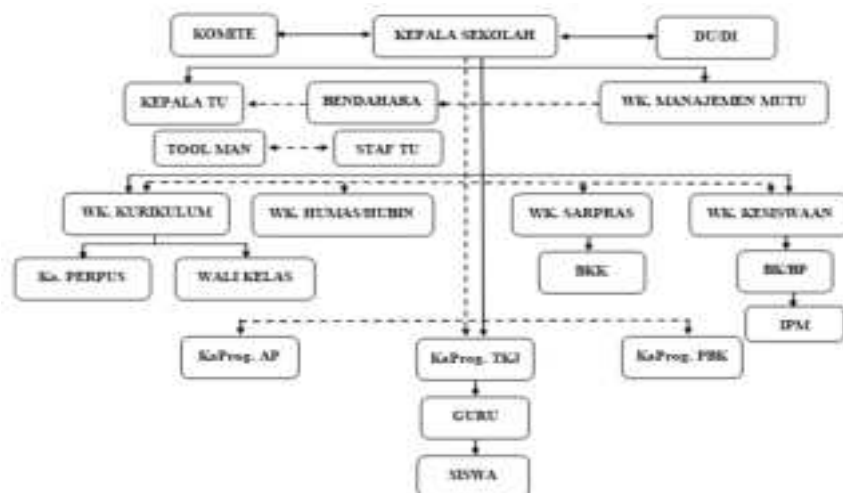 KOMITE
KEPALA SEKOLAH
DU/DI
KEPALA TU
BENDAHARA
WK. MANAJEMEN MUTU
TOOL MAN
STAF TU
WK. KURIKULUM
WK. HUMAS/HUBIN
WK. SARPRAS
WK. KESISWAAN
Ka. PERPUS
WALI KELAS
BKK
BK/BP
IPM
KaProg. AP
KaProg. TKJ
KaProg. PBK
GURU
SISWA